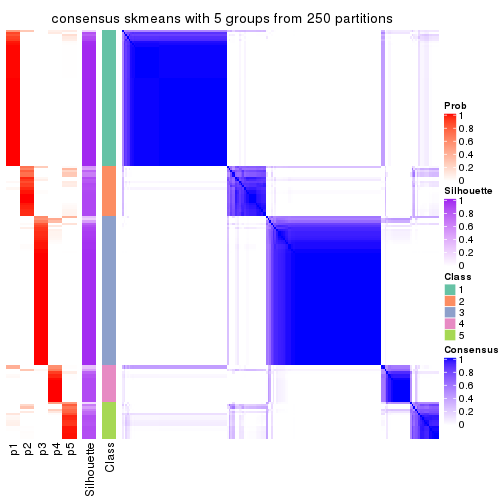 consensus skmeans with 5 groups from 250 partitions
Prob
1
0.8
0.6
0.4
0.2
0
Silhouette
1
0.8
0.6
0.4
0.2
0
Class
1
2
3
4
5
Consensus
1
0.8
0.6
0.4
0.2
0
p1
p2
p3
p4
p5
Silhouette
Class